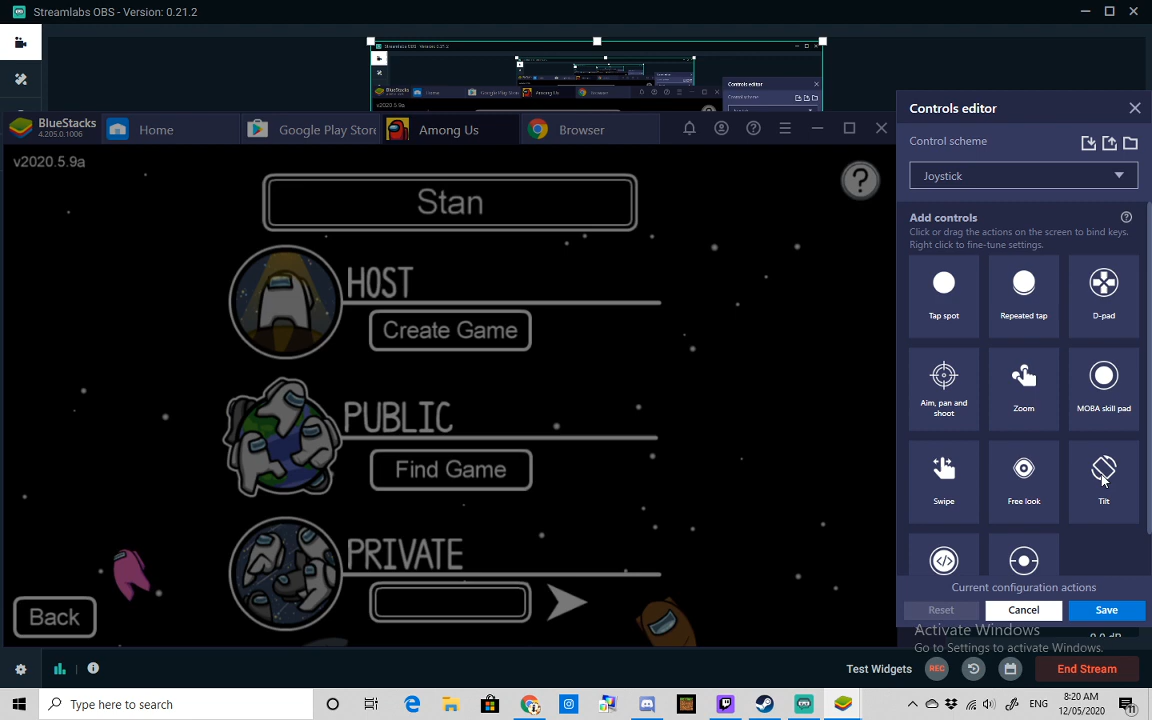 Streamlabs OBS - Version: 0.21.2
BlueStacks
4.205.0.1006
Home
Google Play Store
Among Us
Browser
v2020.5.9a
Stan
?
HOST
Create Game
PUBLIC
Find Game
PRIVATE
Back
Controls editor
Control scheme
Joystick
Add controls
Click or drag the actions on the screen to bind keys.
Right click to fine-tune settings.
Tap spot
Repeated tap
D-pad
Aim, pan and
shoot
Zoom
MOBA skill pad
Swipe
Free look
Tilt
Current configuration actions
Reset
Cancel
Save
Activate Windows
Go to Settings to activate Windows.
Test Widgets
REC
End Stream
Type here to search
ENG
8:20 AM
12/05/2020
11